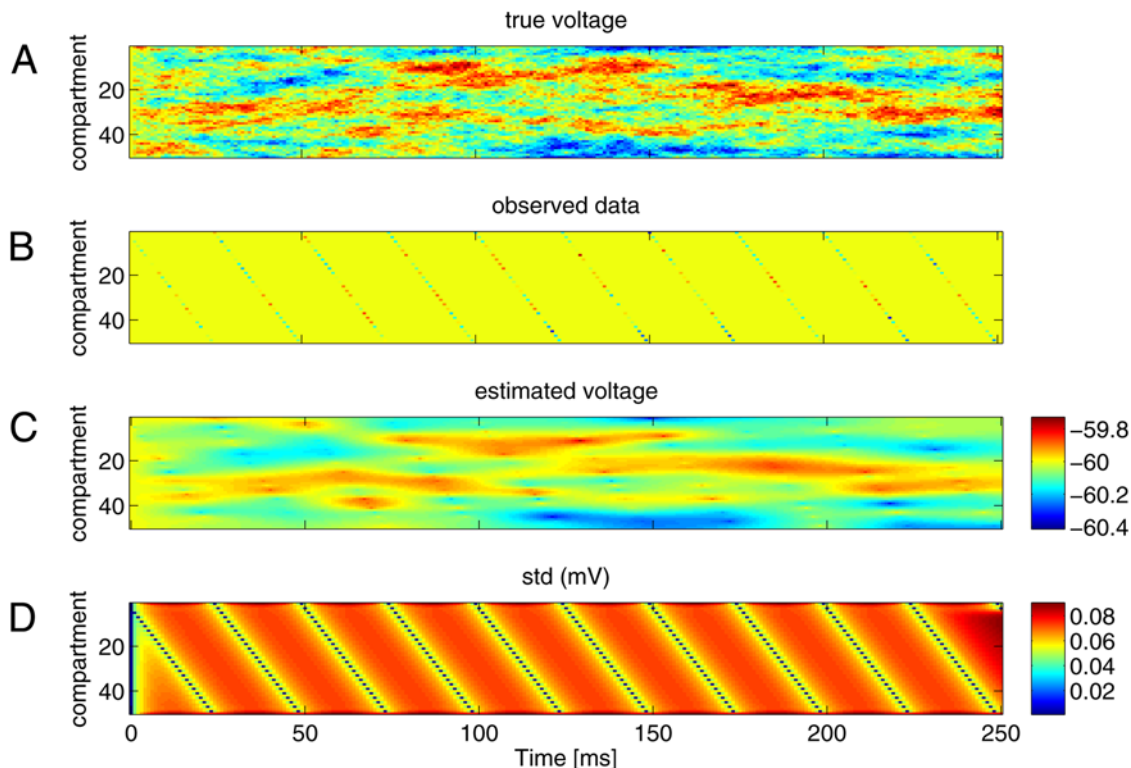 true voltage
A
compartment
20
40
observed data
B
compartment
20
40
estimated voltage
C
compartment
20
40
−59.8
−60
−60.2
−60.4
std (mV)
D
compartment
20
40
0.08
0.06
0.04
0.02
0 50 100 150 200 250
Time [ms]